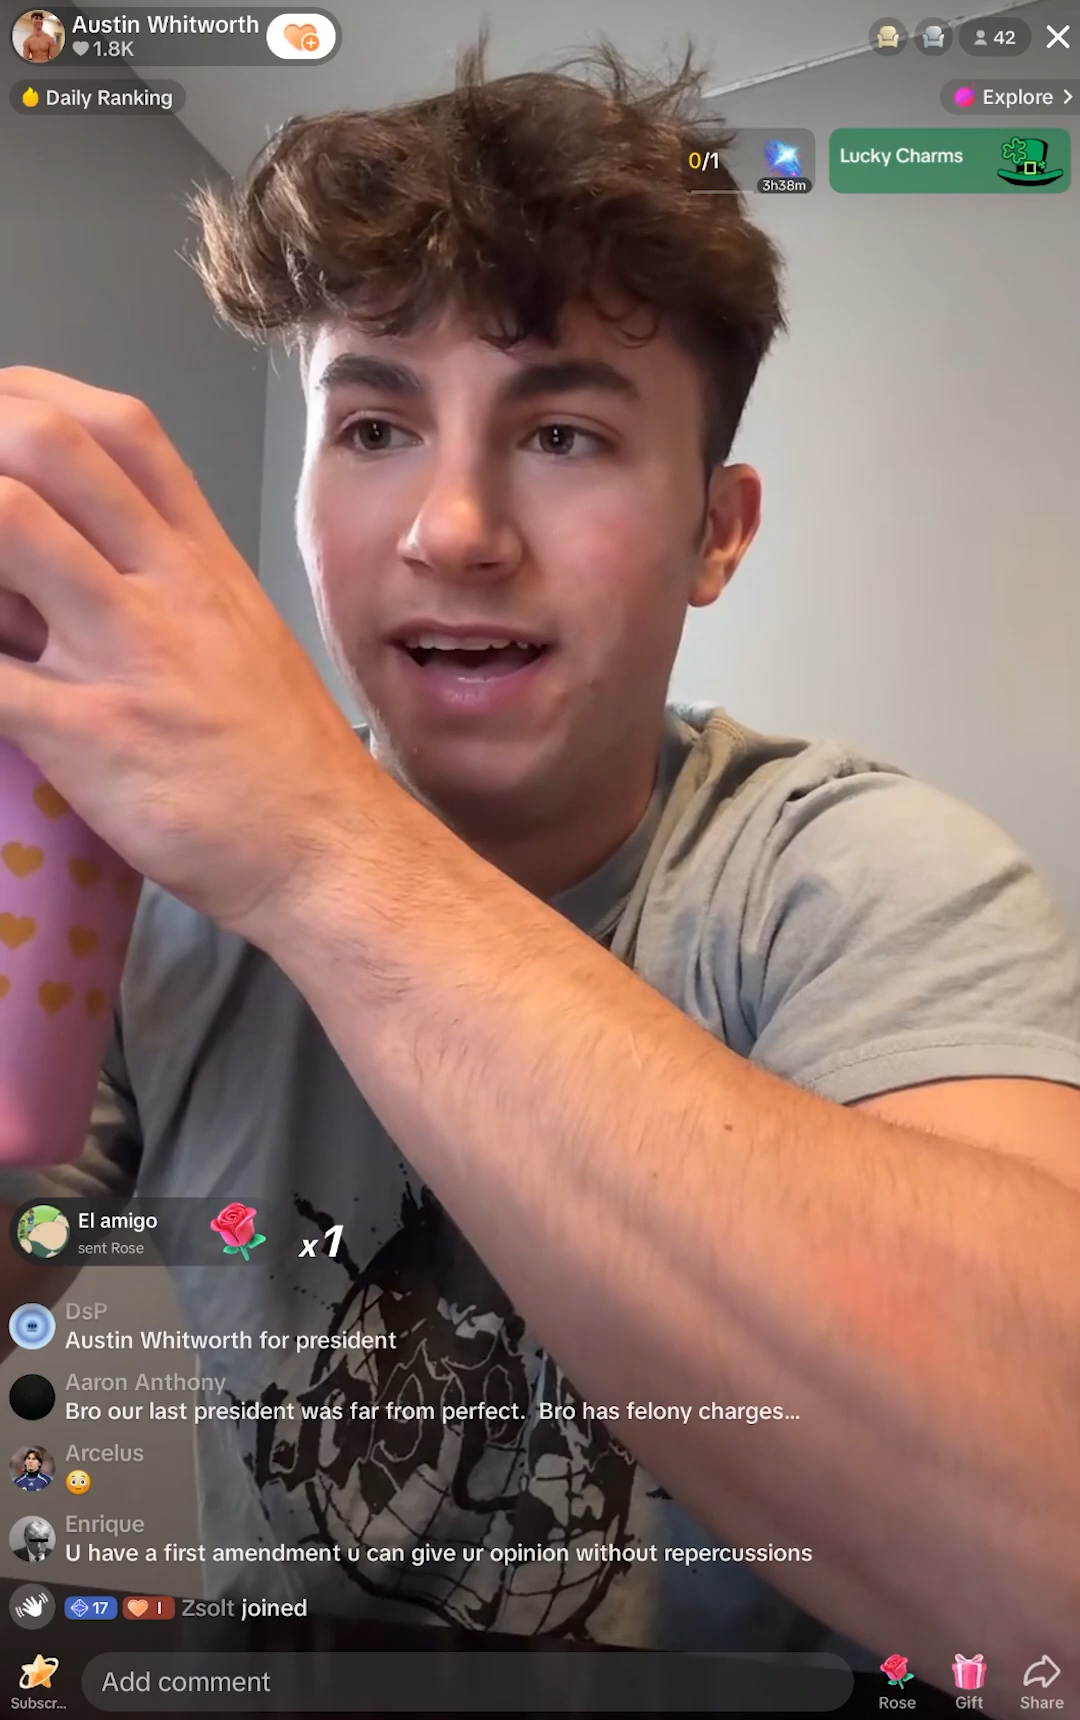 Austin Whitworth
1.8K
42
Daily Ranking
Explore
0/1
3h38m
Lucky Charms
El amigo
sent Rose
x1
DsP
Austin Whitworth for president
Aaron Anthony
Bro our last president was far from perfect. Bro has felony charges...
Arcelus
😳
Enrique
U have a first amendment u can give ur opinion without repercussions
17 I Zsolt joined
Subscr...
Add comment
Rose
Gift
Share